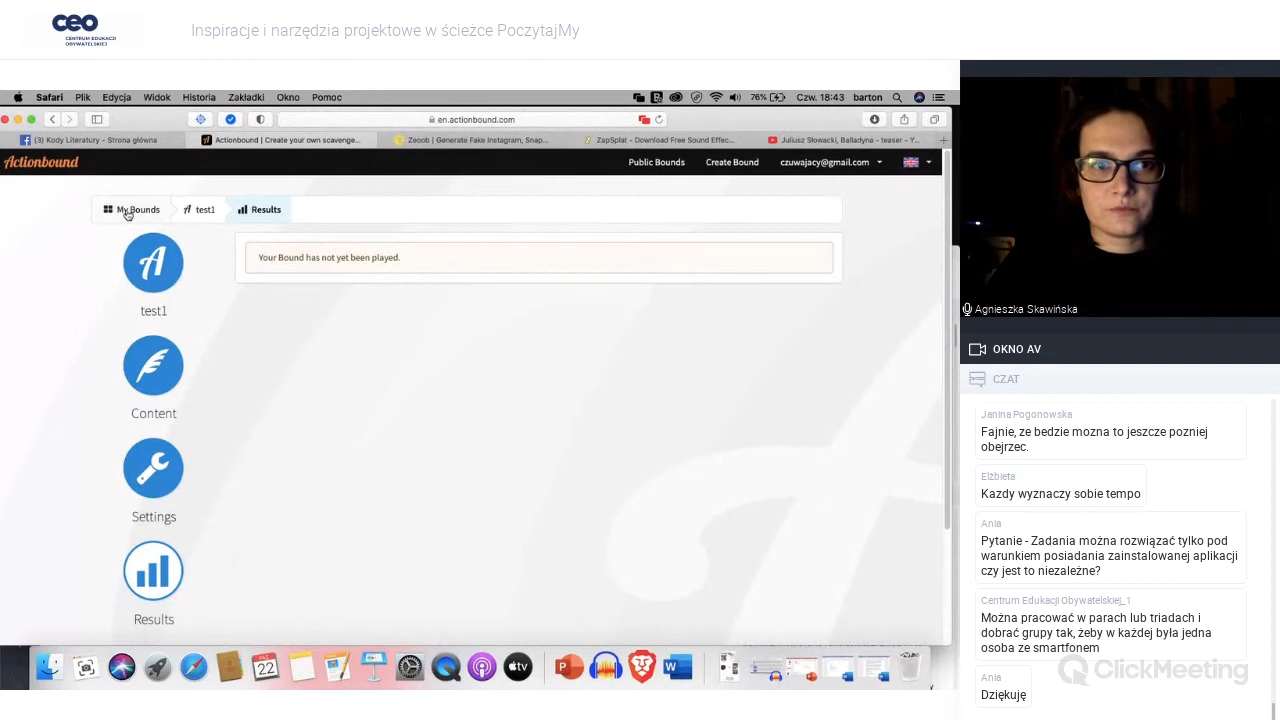 ceo
CENTRUM EDUKACJI
OBYWATELSKIEJ
Inspiracje i narzędzia projektowe w ścieżce PoczytajMy
Safari Plik Edycja Widok Historia Zakładki Okno Pomoc
76% Czw. 18:43 barton
en.actionbound.com
(3) Kody Literatury - Strona główna
Actionbound | Create your own scavenge...
Zeoob | Generate Fake Instagram, Snap...
ZapSplat - Download Free Sound Effec...
Juliusz Słowacki, Balladyna - teaser - Y...
Actionbound
Public Bounds
Create Bound
czuwajacy@gmail.com
My Bounds
test1
Results
Your Bound has not yet been played.
test1
Content
Settings
Results
22
tv
Agnieszka Skawińska
OKNO AV
CZAT
Janina Pogonowska
Fajnie, ze bedzie mozna to jeszcze pozniej
obejrzec.
Elżbieta
Kazdy wyznaczy sobie tempo
Ania
Pytanie - Zadania można rozwiązać tylko pod
warunkiem posiadania zainstalowanej aplikacji
czy jest to niezależne?
Centrum Edukacji Obywatelskiej_1
Można pracować w parach lub triadach i
dobrać grupy tak, żeby w każdej była jedna
osoba ze smartfonem
Ania
Dziękuję
ClickMeeting